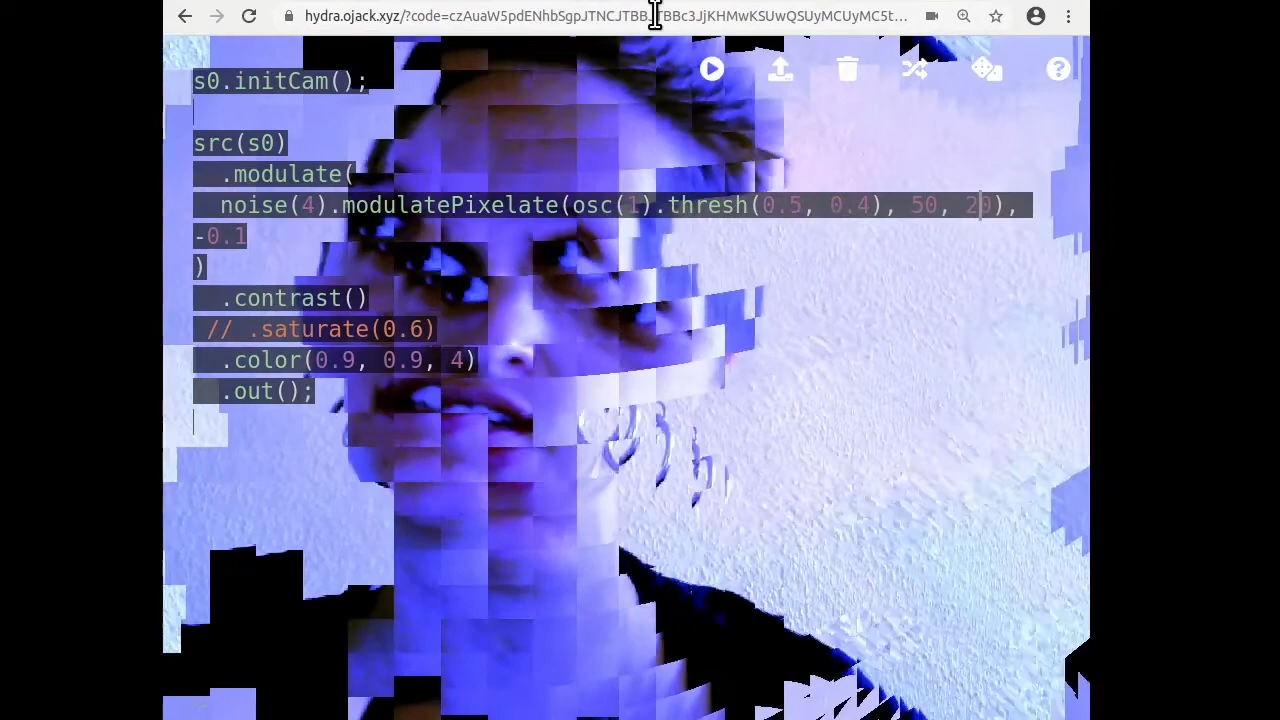 hydra.ojack.xyz/?code=czAuaW5pdENhbSgpJTNCJTBB
s0.initCam();
src(s0)
.modulate(
noise(4).modulatePixelate(osc(1).thresh(0.5, 0.4), 50, 20),
-0.1
)
.contrast()
// .saturate(0.6)
.color(0.9, 0.9, 4)
.out();